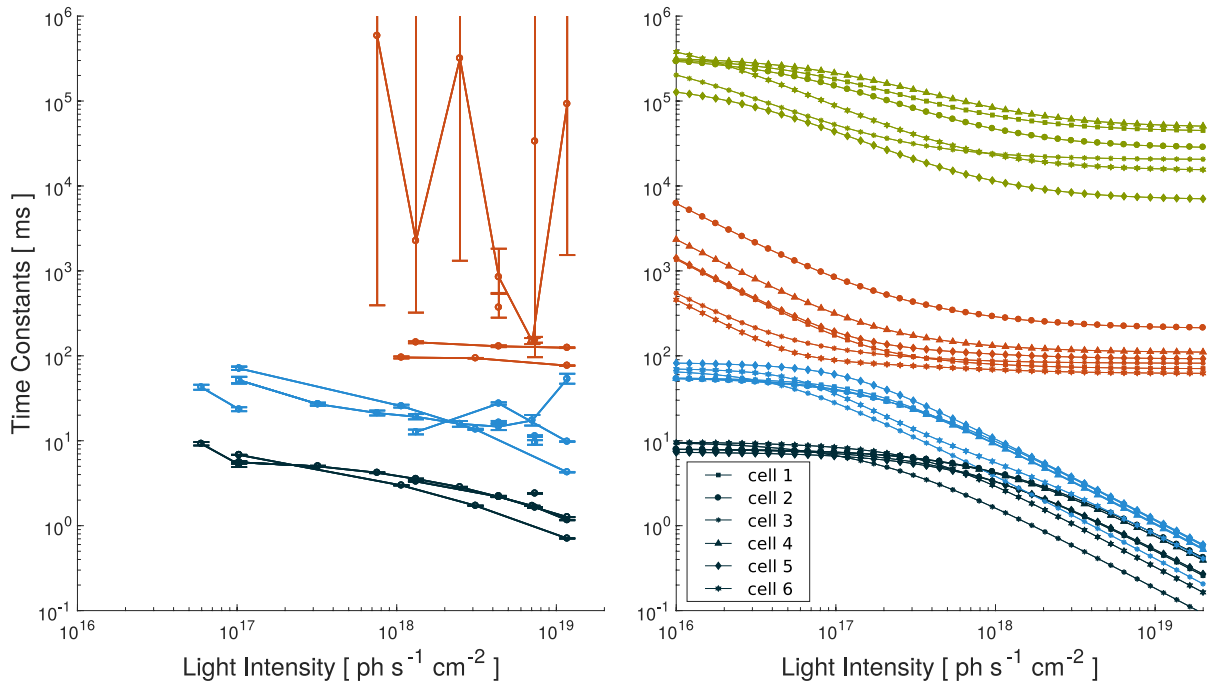 Time Constants [ ms ]
10^6
10^5
10^4
10^3
10^2
10^1
10^0
10^-1
10^16 10^17 10^18 10^19
Light Intensity [ ph s^-1 cm^-2 ]
10^6
10^5
10^4
10^3
10^2
10^1
10^0
10^-1
cell 1
cell 2
cell 3
cell 4
cell 5
cell 6
10^16 10^17 10^18 10^19
Light Intensity [ ph s^-1 cm^-2 ]